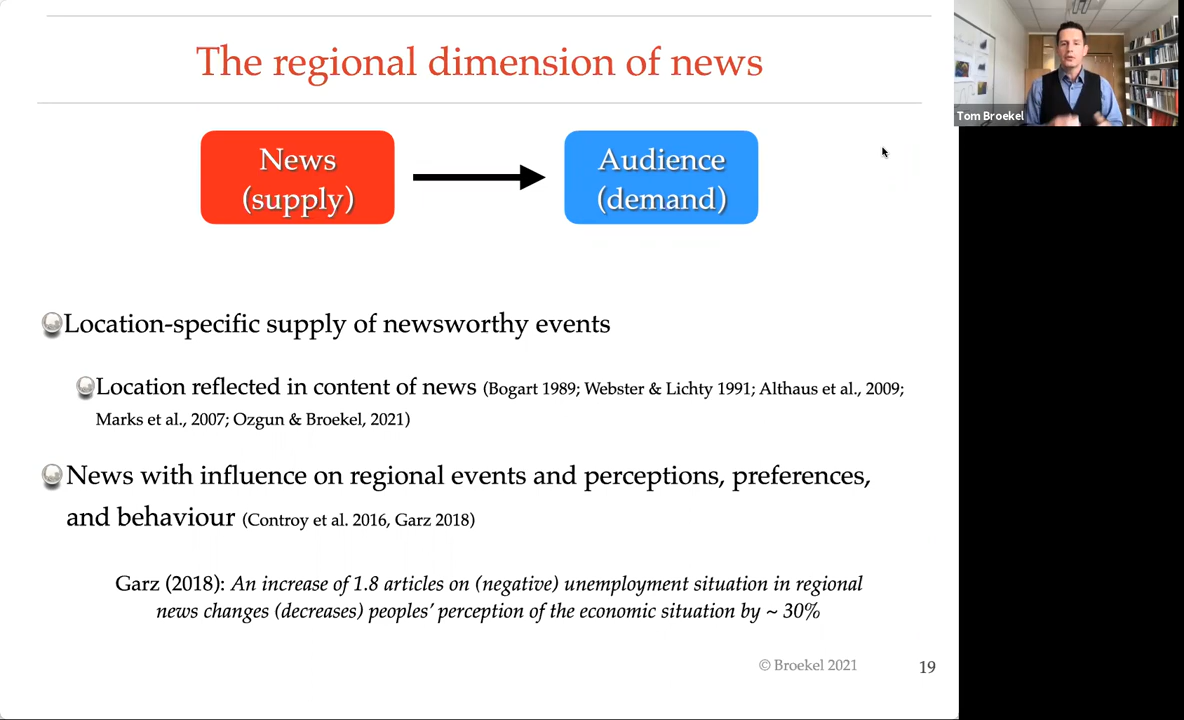 The regional dimension of news
News
(supply)
Audience
(demand)
Tom Broekel
Location-specific supply of newsworthy events
Location reflected in content of news (Bogart 1989; Webster & Lichty 1991; Althaus et al., 2009;
Marks et al., 2007; Ozgun & Broekel, 2021)
News with influence on regional events and perceptions, preferences,
and behaviour (Controy et al. 2016, Garz 2018)
Garz (2018): An increase of 1.8 articles on (negative) unemployment situation in regional
news changes (decreases) peoples’ perception of the economic situation by ~ 30%
© Broekel 2021
19